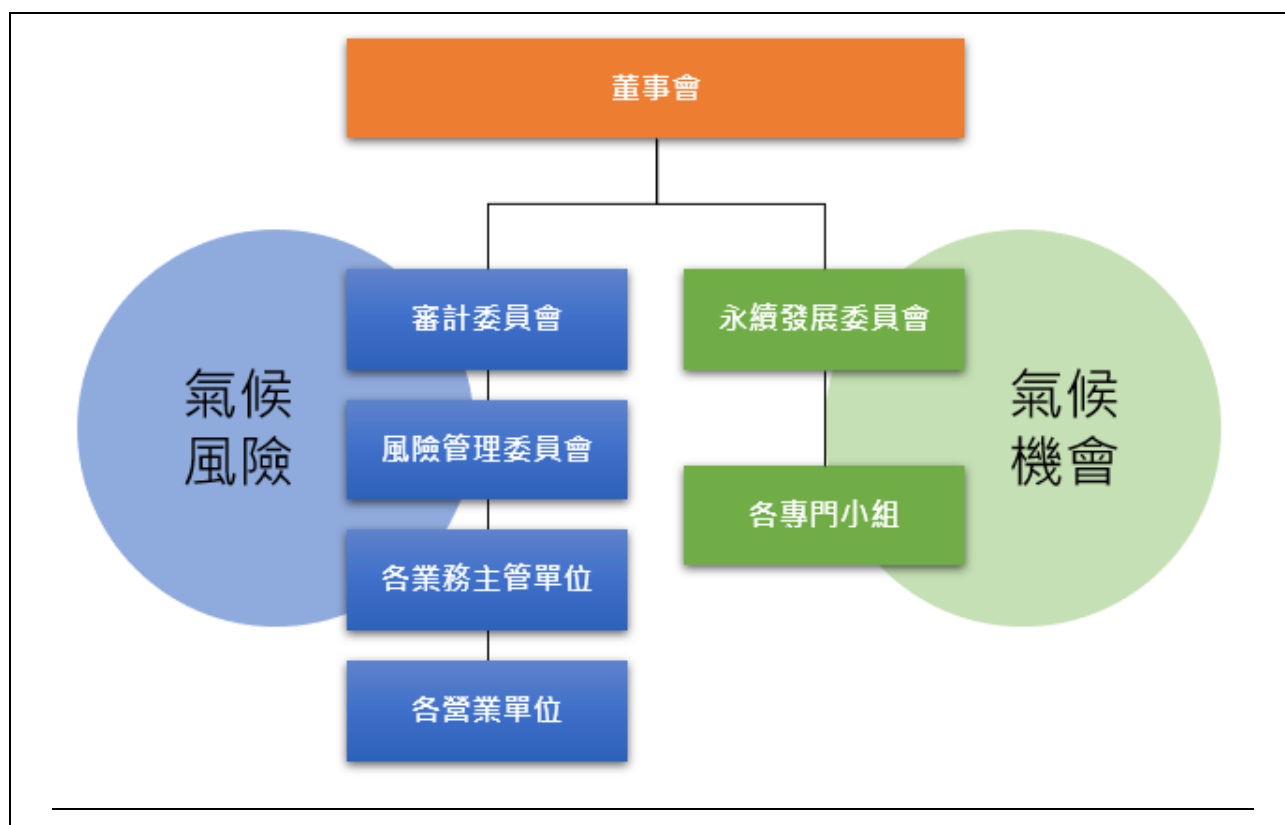 董事會
氣候
風險
審計委員會
風險管理委員會
各業務主管單位
各營業單位
永續發展委員會
各專門小組
氣候
機會